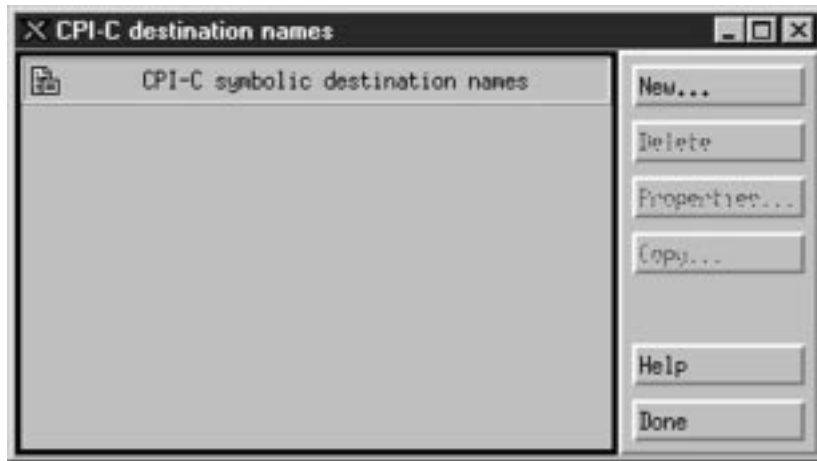 CPI-C destination names
CPI-C symbolic destination names
New...
Delete
Properties...
Copy...
Help
Done